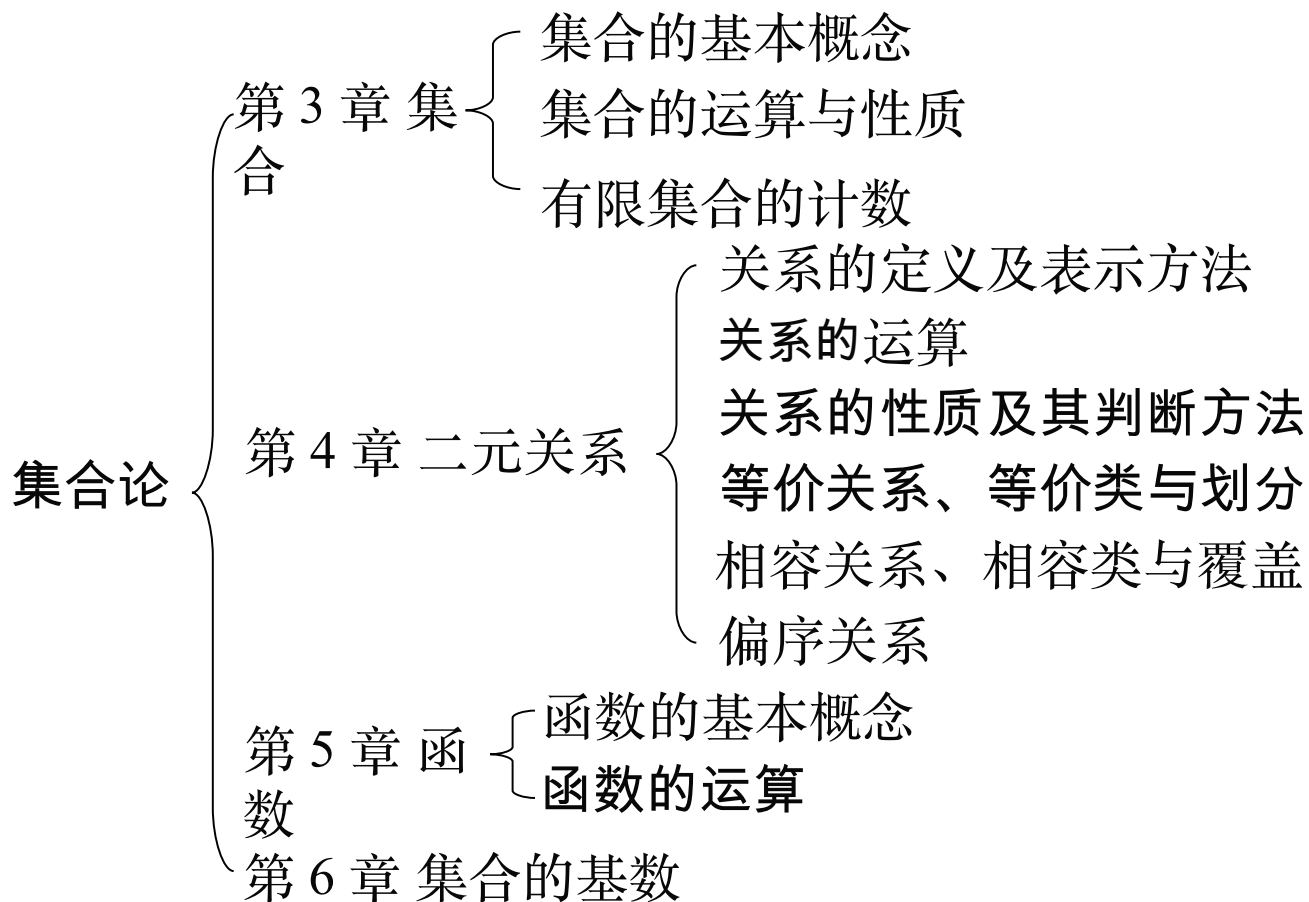 集合论
第 3 章 集
合
集合的基本概念
集合的运算与性质
有限集合的计数
第 4 章 二元关系
关系的定义及表示方法
关系的运算
关系的性质及其判断方法
等价关系、等价类与划分
相容关系、相容类与覆盖
偏序关系
第 5 章 函
数
函数的基本概念
函数的运算
第 6 章 集合的基数